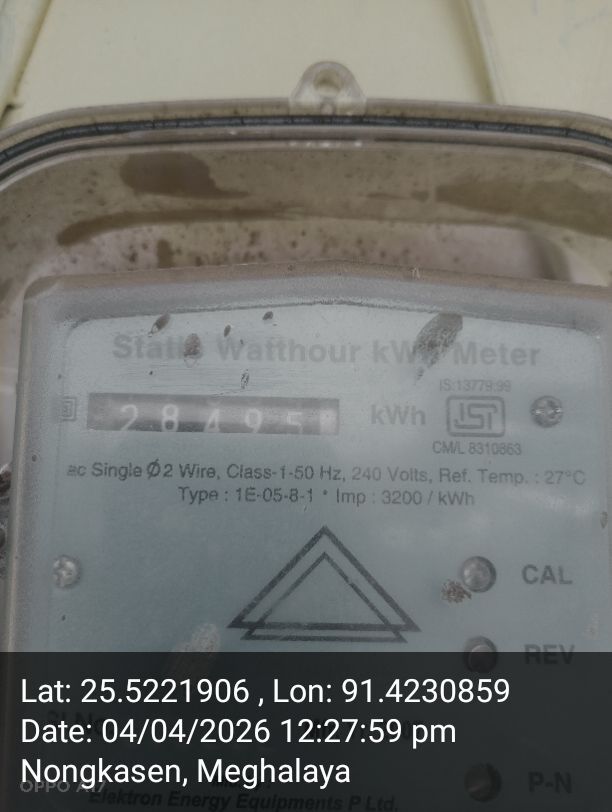 Static Watthour kWh Meter
IS:13779:99
28495 kWh
CM/L 8310863
ac Single Ø 2 Wire, Class-1-50 Hz, 240 Volts, Ref. Temp. : 27°C
Type : 1E-05-8-1 * Imp : 3200 / kWh
CAL
REV
Lat: 25.5221906 , Lon: 91.4230859
Date: 04/04/2026 12:27:59 pm
Nongkasen, Meghalaya
OPPO
P-N
Elektron Energy Equipments P Ltd.